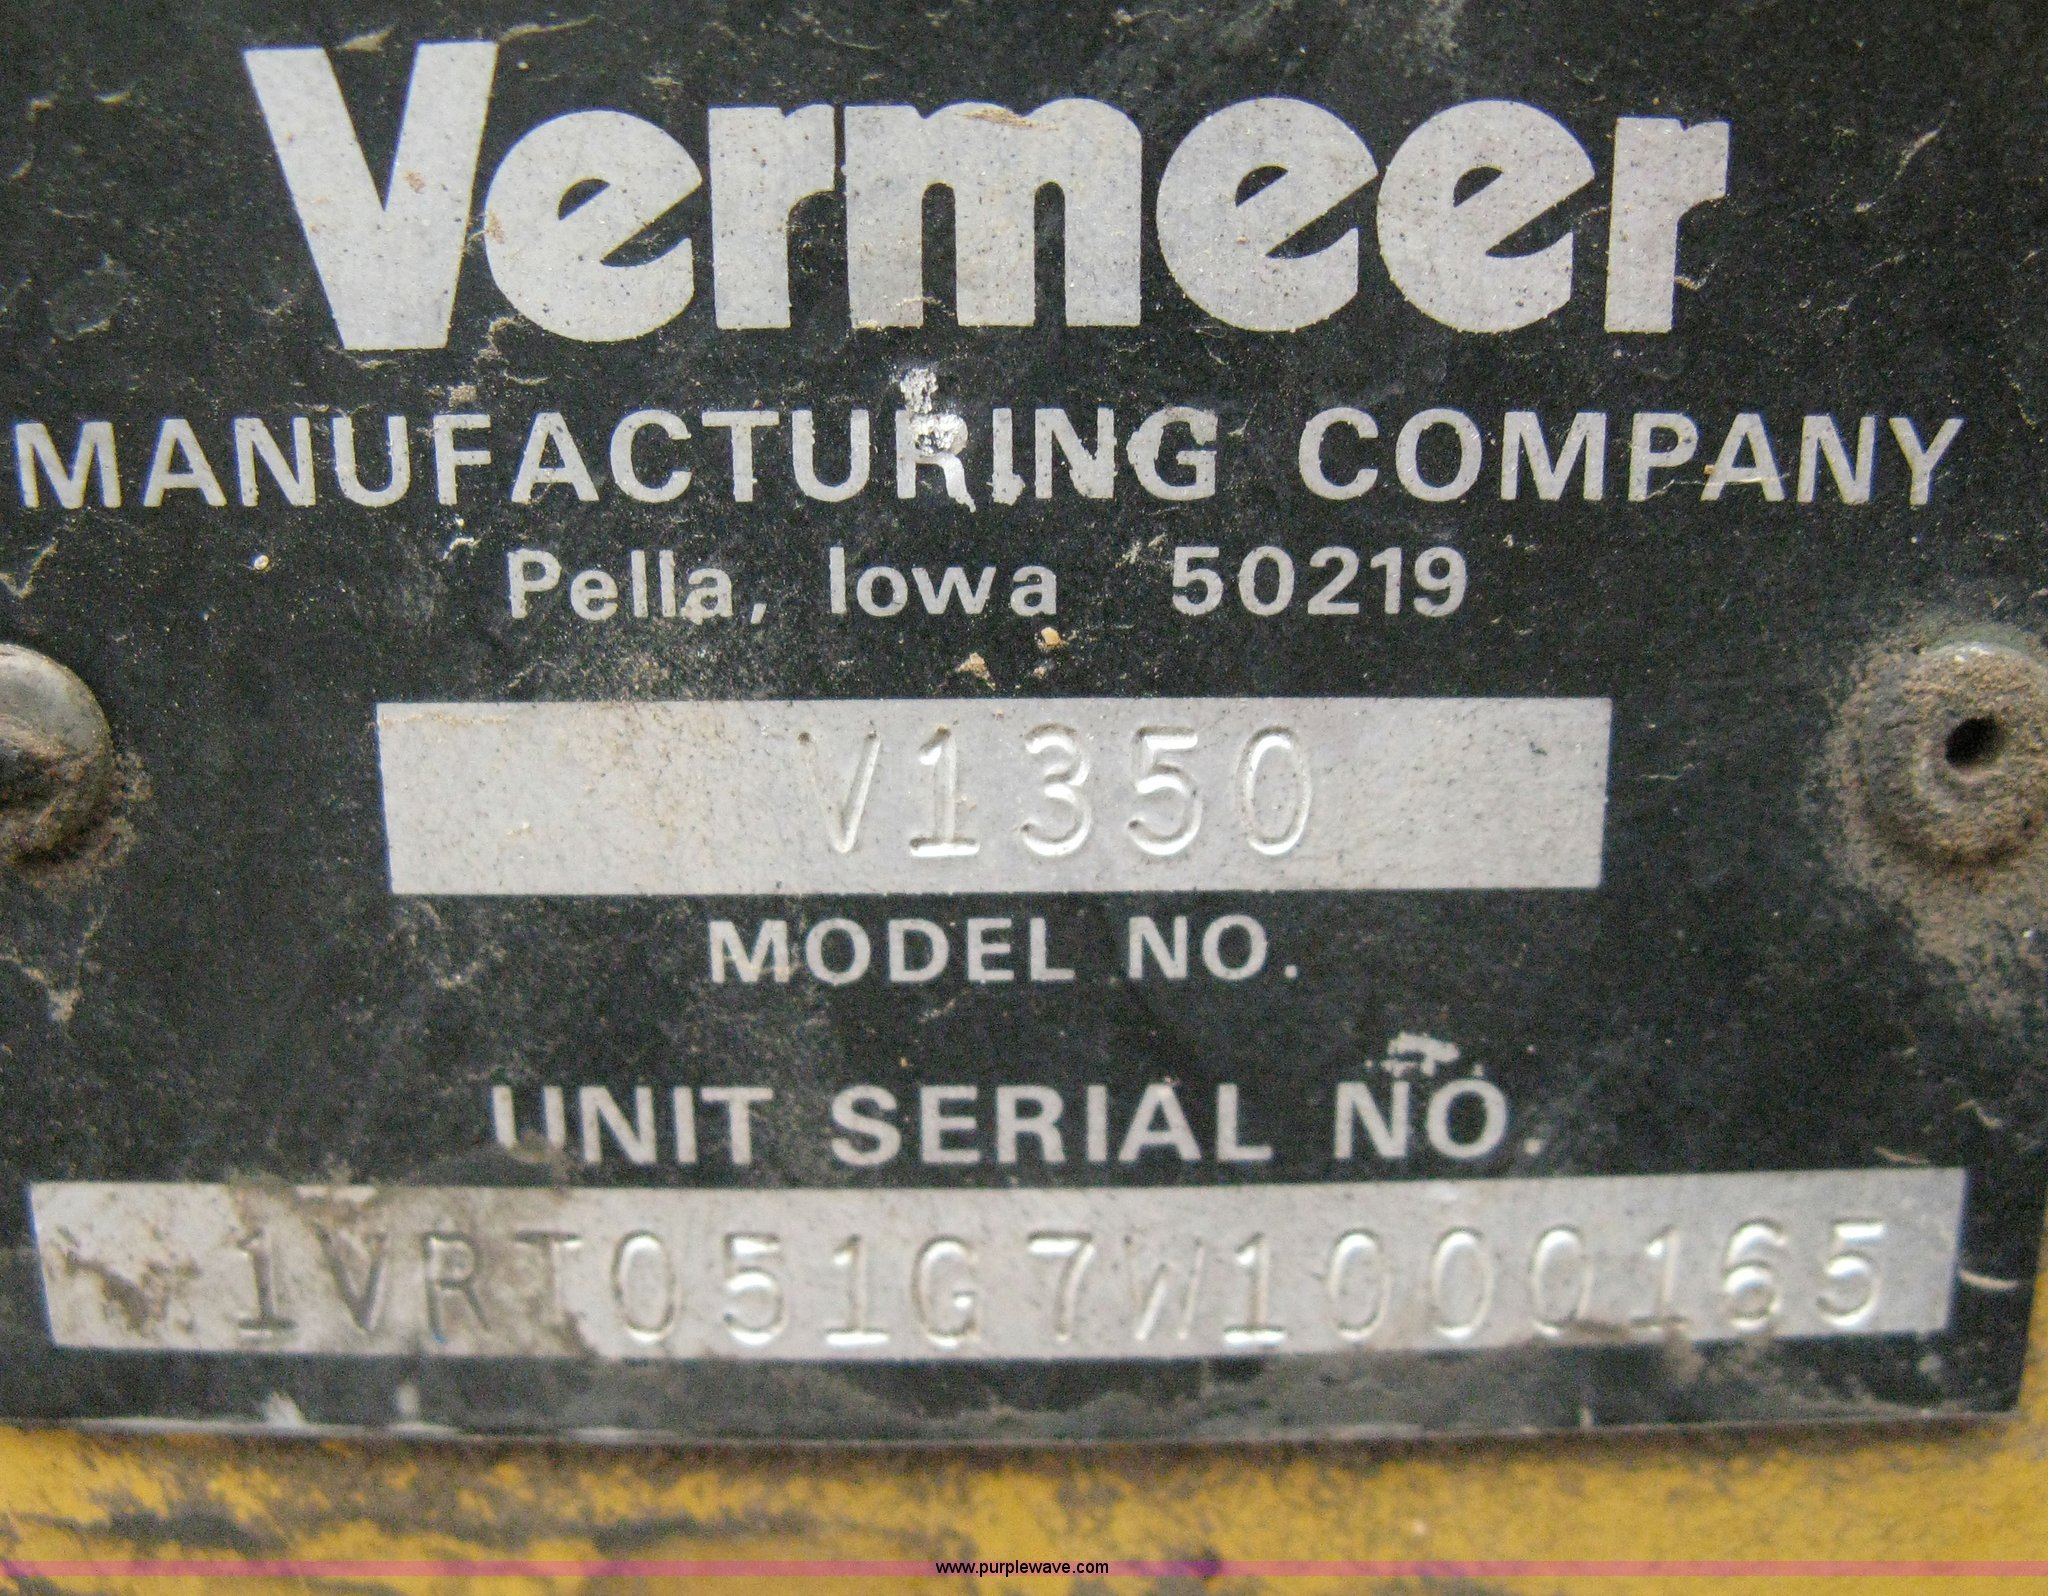 Vermeer
MANUFACTURING COMPANY
Pella, Iowa 50219
V1350
MODEL NO.
UNIT SERIAL NO.
1VRT051G7W1000165
www.purplewave.com